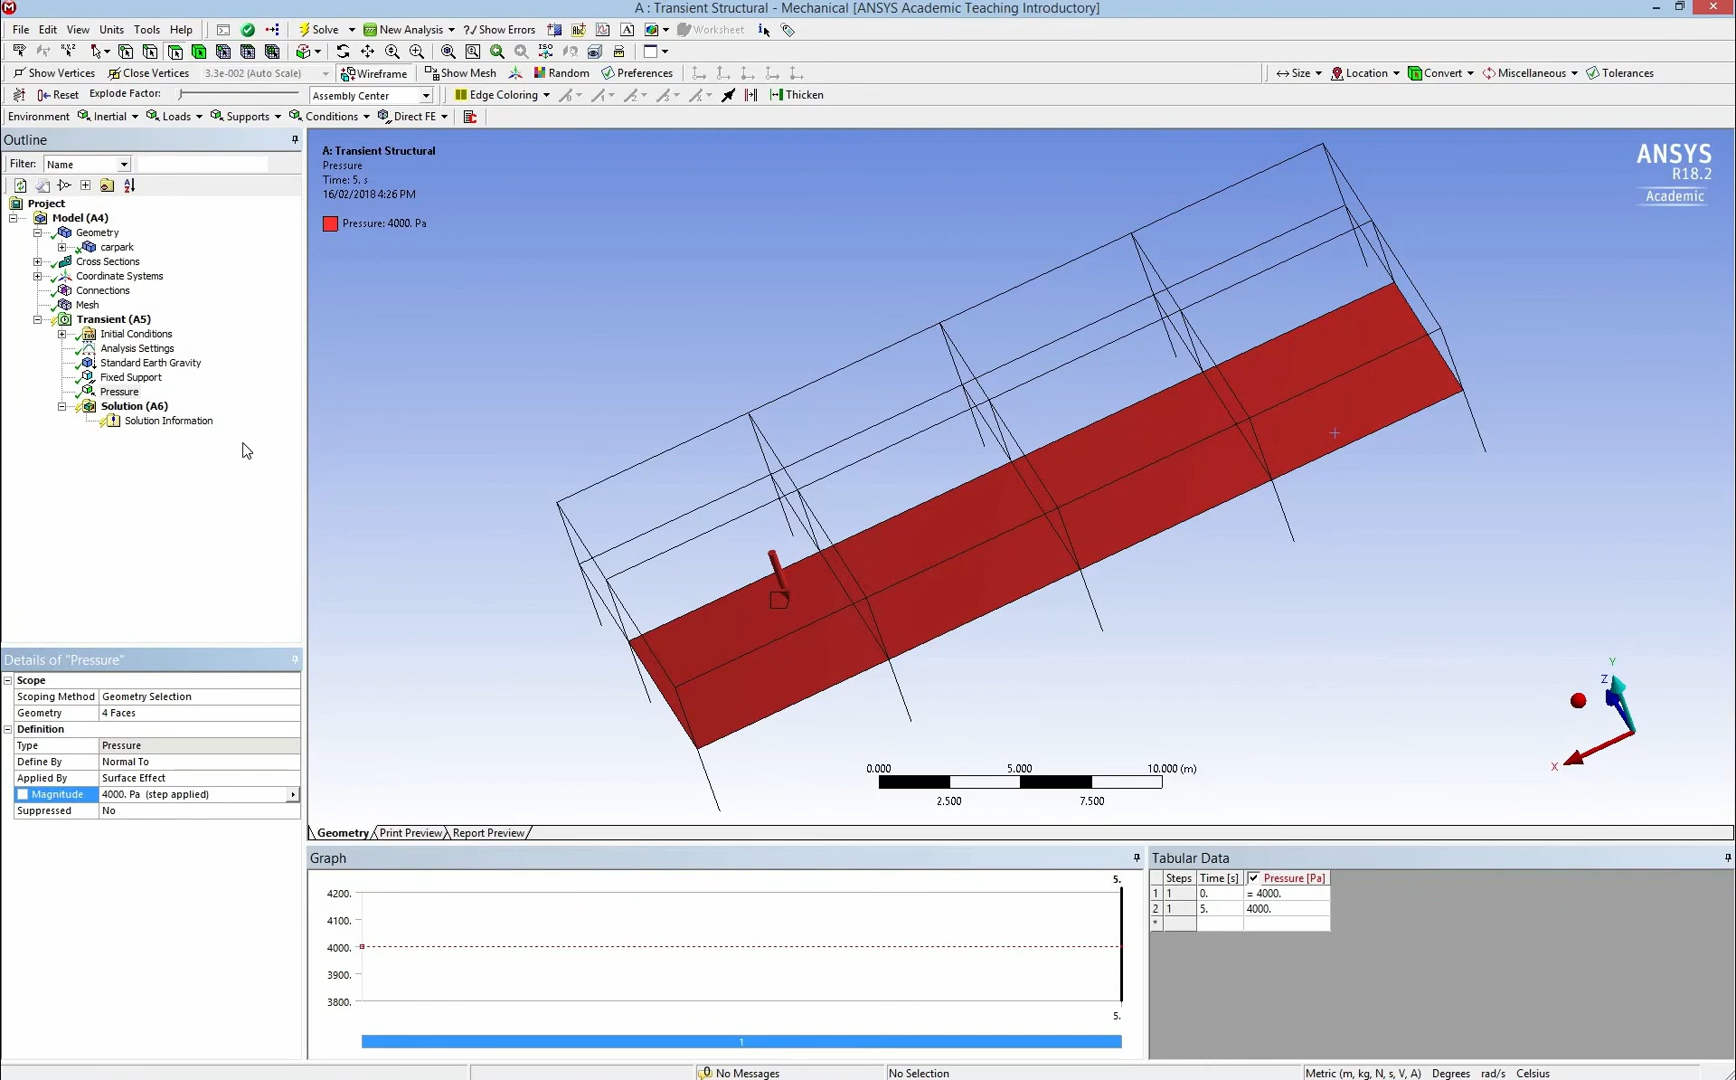 A : Transient Structural - Mechanical [ANSYS Academic Teaching Introductory]
File Edit View Units Tools Help Solve New Analysis ?/ Show Errors Worksheet
Show Vertices Close Vertices 3.3e-002 (Auto Scale) Wireframe Show Mesh Random Preferences Size Location Convert Miscellaneous Tolerances
Reset Explode Factor: Assembly Center Edge Coloring Thicken
Environment Inertial Loads Supports Conditions Direct FE
Outline
Filter: Name
Project
Model (A4)
Geometry
carpark
Cross Sections
Coordinate Systems
Connections
Mesh
Transient (A5)
Initial Conditions
Analysis Settings
Standard Earth Gravity
Fixed Support
Pressure
Solution (A6)
Solution Information
A: Transient Structural
Pressure
Time: 5. s
16/02/2018 4:26 PM
Pressure: 4000. Pa
ANSYS
R18.2
Academic
Y
Z
X
0.000 5.000 10.000 (m)
2.500 7.500
Details of "Pressure"
Scope
Scoping Method Geometry Selection
Geometry 4 Faces
Definition
Type Pressure
Define By Normal To
Applied By Surface Effect
Magnitude 4000. Pa (step applied)
Suppressed No
Geometry Print Preview Report Preview
Graph
5.
4200.
4100.
4000.
3900.
3800.
5.
1
Tabular Data
Steps Time [s] Pressure [Pa]
1 1 0. = 4000.
2 1 5. 4000.
*
No Messages No Selection Metric (m, kg, N, s, V, A) Degrees rad/s Celsius